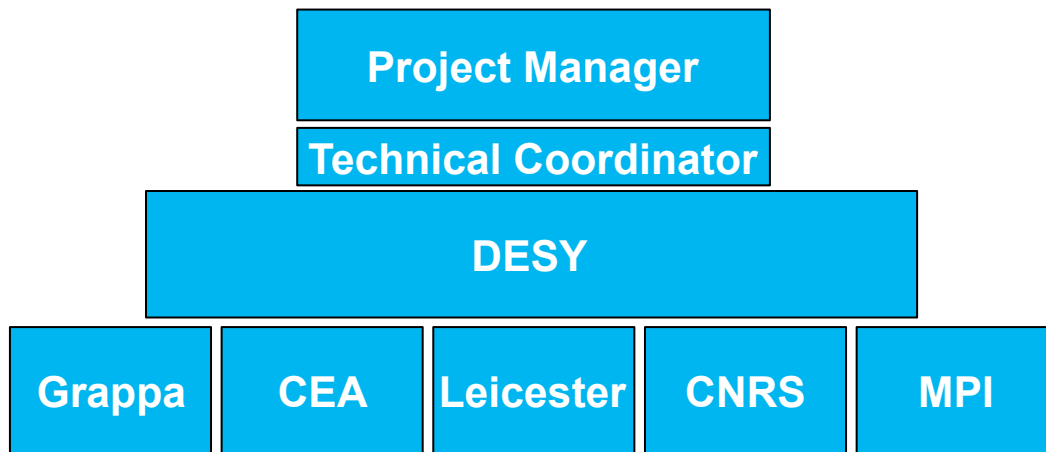 Project Manager
Technical Coordinator
DESY
Grappa CEA Leicester CNRS MPI